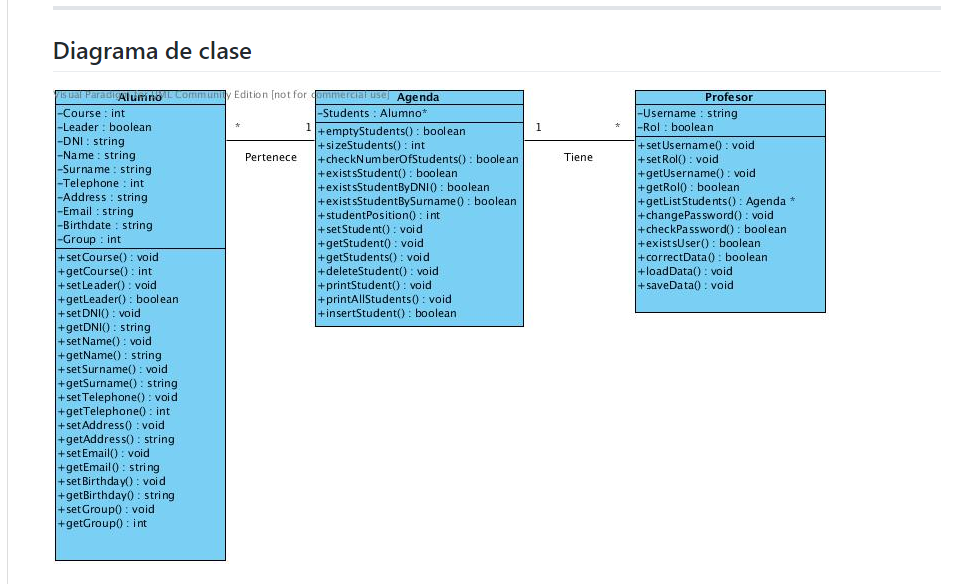 Diagrama de clase
Visual Paradigm for UML Community Edition [not for commercial use]
Alumno
-Course : int
-Leader : boolean
-DNI : string
-Name : string
-Surname : string
-Telephone : int
-Address : string
-Email : string
-Birthdate : string
-Group : int
+setCourse() : void
+getCourse() : int
+setLeader() : void
+getLeader() : boolean
+setDNI() : void
+getDNI() : string
+setName() : void
+getName() : string
+setSurname() : void
+getSurname() : string
+setTelephone() : void
+getTelephone() : int
+setAddress() : void
+getAddress() : string
+setEmail() : void
+getEmail() : string
+setBirthday() : void
+getBirthday() : string
+setGroup() : void
+getGroup() : int
* 1
Pertenece
Agenda
-Students : Alumno*
+emptyStudents() : boolean
+sizeStudents() : int
+checkNumberOfStudents() : boolean
+existsStudent() : boolean
+existsStudentByDNI() : boolean
+existsStudentBySurname() : boolean
+studentPosition() : int
+setStudent() : void
+getStudent() : void
+getStudents() : void
+deleteStudent() : void
+printStudent() : void
+printAllStudents() : void
+insertStudent() : boolean
1 *
Tiene
Profesor
-Username : string
-Rol : boolean
+setUsername() : void
+setRol() : void
+getUsername() : void
+getRol() : boolean
+getListStudents() : Agenda *
+changePassword() : void
+checkPassword() : boolean
+existsUser() : boolean
+correctData() : boolean
+loadData() : void
+saveData() : void